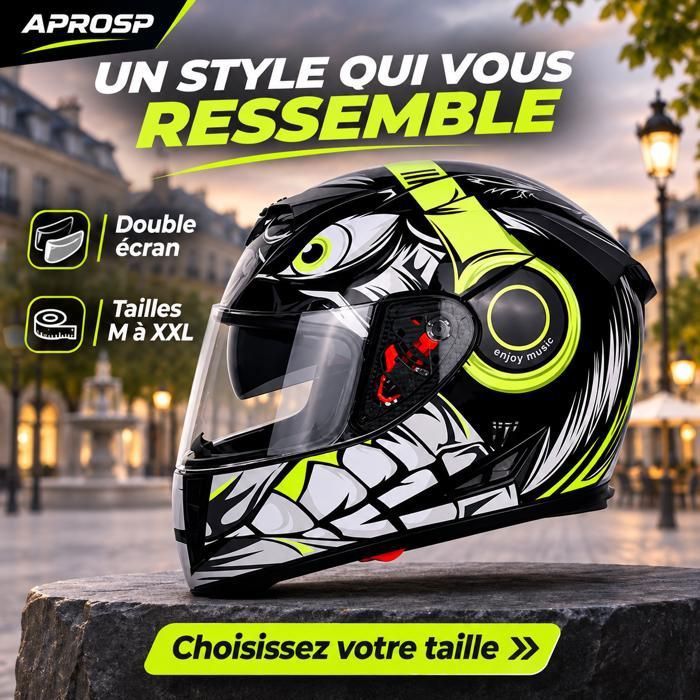 APROSP
UN STYLE QUI VOUS
RESSEMBLE
Double
écran
Tailles
M à XXL
enjoy music
Choisissez votre taille »